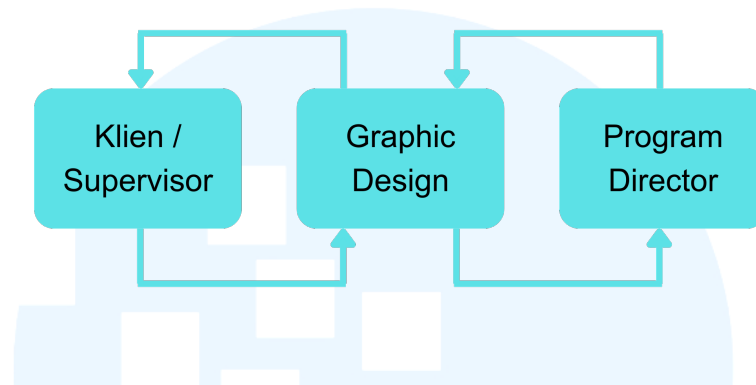 Klien /
Supervisor
Graphic
Design
Program
Director